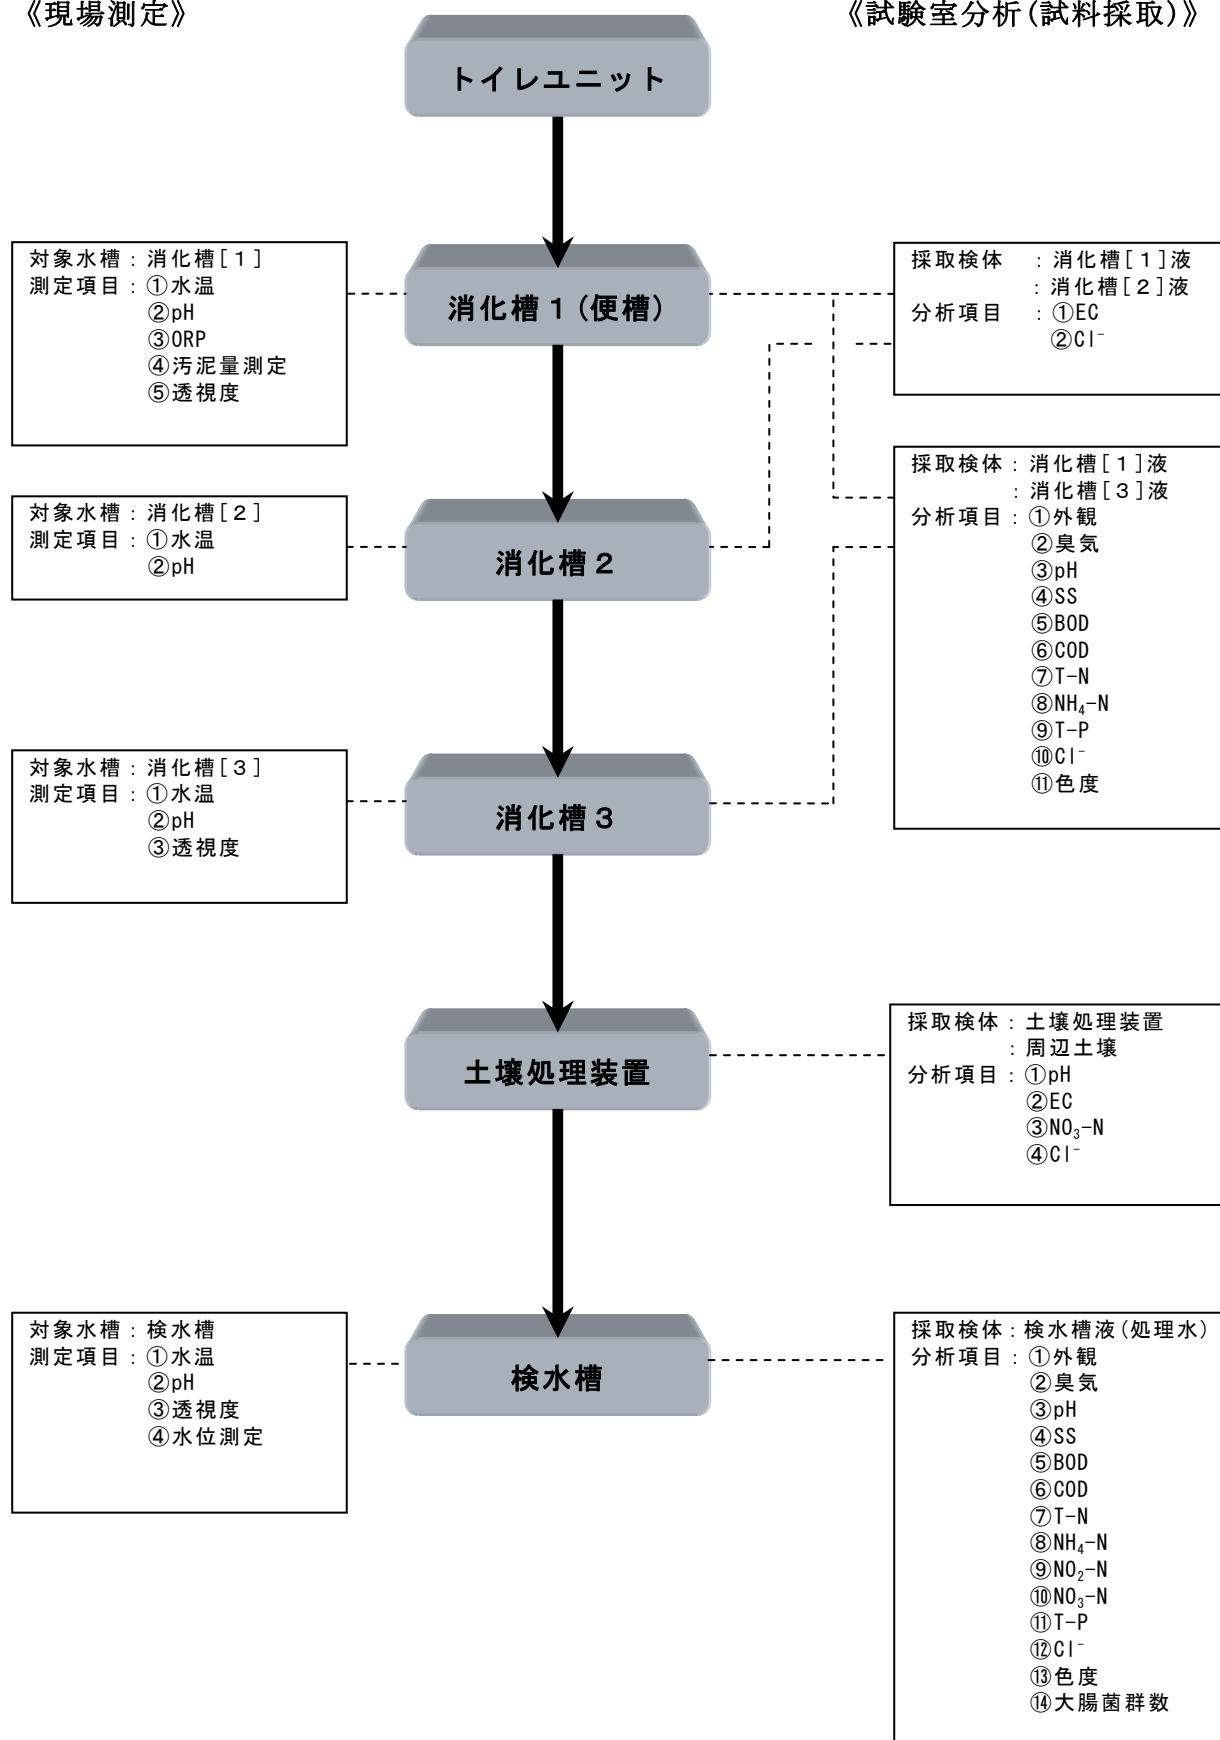 《現場測定》
《試験室分析(試料採取)》
トイレユニット
対象水槽：消化槽[1]
測定項目：①水温
②pH
③ORP
④汚泥量測定
⑤透視度
消化槽1(便槽)
採取検体　：消化槽[1]液
：消化槽[2]液
分析項目　：①EC
②Cl⁻
対象水槽：消化槽[2]
測定項目：①水温
②pH
消化槽2
採取検体：消化槽[1]液
：消化槽[3]液
分析項目：①外観
②臭気
③pH
④SS
⑤BOD
⑥COD
⑦T-N
⑧NH₄-N
⑨T-P
⑩Cl⁻
⑪色度
対象水槽：消化槽[3]
測定項目：①水温
②pH
③透視度
消化槽3
土壌処理装置
採取検体：土壌処理装置
：周辺土壌
分析項目：①pH
②EC
③NO₃-N
④Cl⁻
対象水槽：検水槽
測定項目：①水温
②pH
③透視度
④水位測定
検水槽
採取検体：検水槽液(処理水)
分析項目：①外観
②臭気
③pH
④SS
⑤BOD
⑥COD
⑦T-N
⑧NH₄-N
⑨NO₂-N
⑩NO₃-N
⑪T-P
⑫Cl⁻
⑬色度
⑭大腸菌群数